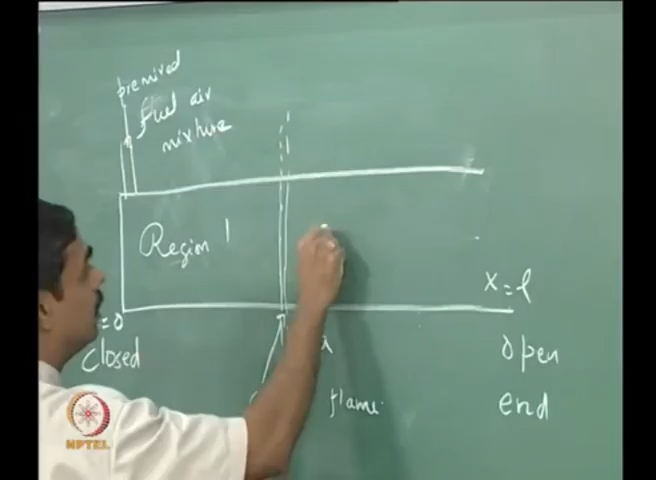 premixed
fuel air
mixture
Region 1
x = l
= 0
closed
open
flame
end
NPTEL